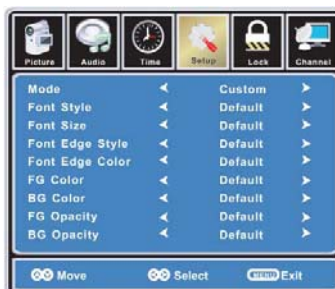 Picture Audio Time Setup Lock Channel
Mode Custom
Font Style Default
Font Size Default
Font Edge Style Default
Font Edge Color Default
FG Color Default
BG Color Default
FG Opacity Default
BG Opacity Default
Move Select MENU Exit